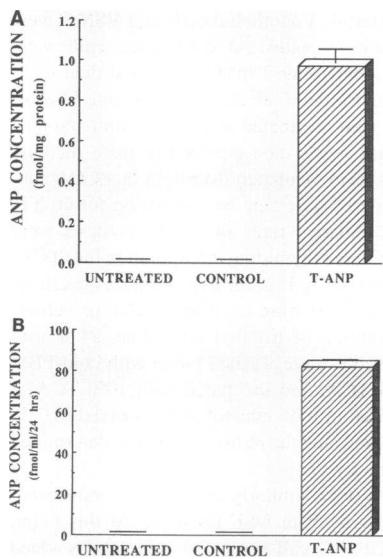 A
ANP CONCENTRATION
(fmol/mg protein)
1.2
1.0
0.8
0.6
0.4
0.2
0.0
UNTREATED CONTROL T-ANP
B
ANP CONCENTRATION
(fmol/ml/24 hrs)
100
80
60
40
20
0
UNTREATED CONTROL T-ANP